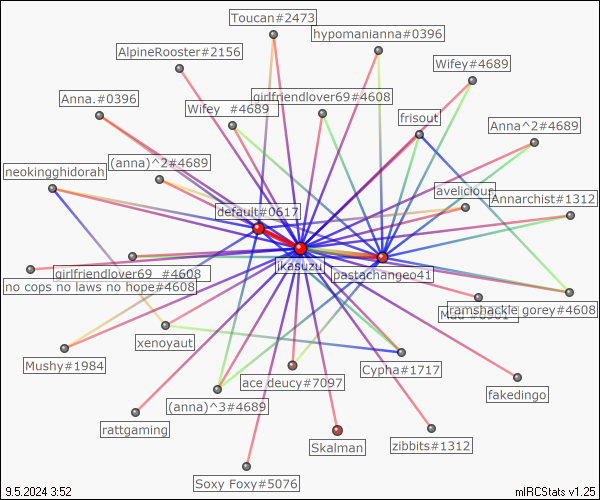 Toucan#2473
hypomanianna#0396
AlpineRooster#2156
Wifey#4689
Anna.#0396
girlfriendlover69#4608
Wifey #4689
frisout
Anna^2#4689
(anna)^2#4689
neokingghidorah
avelicious
Annarchist#1312
default#0617
ikasuzu
pastachangeo41
girlfriendlover69_#4608
no cops no laws no hope#4608
ramshackle gorey#4608
xenoyaut
Mushy#1984
ace deucy#7097
Cypha#1717
fakedingo
(anna)^3#4689
rattgaming
Skalman
zibbits#1312
Soxy Foxy#5076
9.5.2024 3:52
mIRCStats v1.25